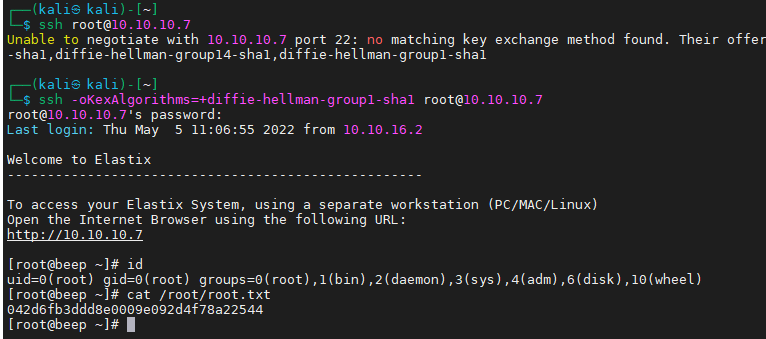 ┌──(kali㉿ kali)-[~]
└─$ ssh root@10.10.10.7
Unable to negotiate with 10.10.10.7 port 22: no matching key exchange method found. Their offer
-sha1,diffie-hellman-group14-sha1,diffie-hellman-group1-sha1
┌──(kali㉿ kali)-[~]
└─$ ssh -oKexAlgorithms=+diffie-hellman-group1-sha1 root@10.10.10.7
root@10.10.10.7's password:
Last login: Thu May  5 11:06:55 2022 from 10.10.16.2
Welcome to Elastix
----------------------------------------------------
To access your Elastix System, using a separate workstation (PC/MAC/Linux)
Open the Internet Browser using the following URL:
http://10.10.10.7
[root@beep ~]# id
uid=0(root) gid=0(root) groups=0(root),1(bin),2(daemon),3(sys),4(adm),6(disk),10(wheel)
[root@beep ~]# cat /root/root.txt
042d6fb3ddd8e0009e092d4f78a22544
[root@beep ~]#